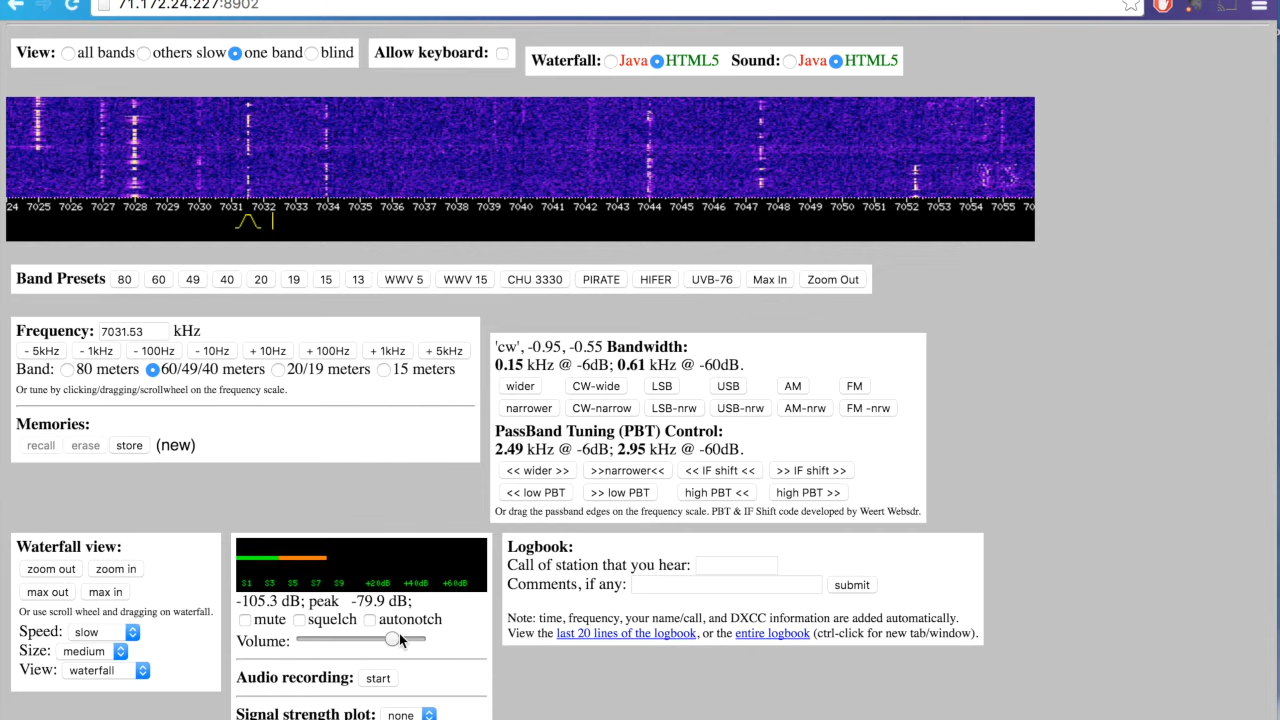 71.172.24.227:8902
View: all bands others slow one band blind
Allow keyboard:
Waterfall: Java HTML5 Sound: Java HTML5
24 7025 7026 7027 7028 7029 7030 7031 7032 7033 7034 7035 7036 7037 7038 7039 7040 7041 7042 7043 7044 7045 7046 7047 7048 7049 7050 7051 7052 7053 7054 7055 70
Band Presets 80 60 49 40 20 19 15 13 WWV 5 WWV 15 CHU 3330 PIRATE HIFER UVB-76 Max In Zoom Out
Frequency: 7031.53 kHz
- 5kHz - 1kHz - 100Hz - 10Hz + 10Hz + 100Hz + 1kHz + 5kHz
Band: 80 meters 60/49/40 meters 20/19 meters 15 meters
Or tune by clicking/dragging/scrollwheel on the frequency scale.
Memories:
recall erase store (new)
'cw', -0.95, -0.55 Bandwidth:
0.15 kHz @ -6dB; 0.61 kHz @ -60dB.
wider CW-wide LSB USB AM FM
narrower CW-narrow LSB-nrw USB-nrw AM-nrw FM -nrw
PassBand Tuning (PBT) Control:
2.49 kHz @ -6dB; 2.95 kHz @ -60dB.
<< wider >> >>narrower<< << IF shift << >> IF shift >>
<< low PBT >> low PBT high PBT << high PBT >>
Or drag the passband edges on the frequency scale. PBT & IF Shift code developed by Weert Websdr.
Waterfall view:
zoom out zoom in
max out max in
Or use scroll wheel and dragging on waterfall.
Speed: slow
Size: medium
View: waterfall
S1 S3 S5 S7 S9 +20dB +40dB +60dB
-105.3 dB; peak -79.9 dB;
mute squelch autonotch
Volume:
Audio recording: start
Signal strength plot: none
Logbook:
Call of station that you hear:
Comments, if any: submit
Note: time, frequency, your name/call, and DXCC information are added automatically.
View the last 20 lines of the logbook, or the entire logbook (ctrl-click for new tab/window).